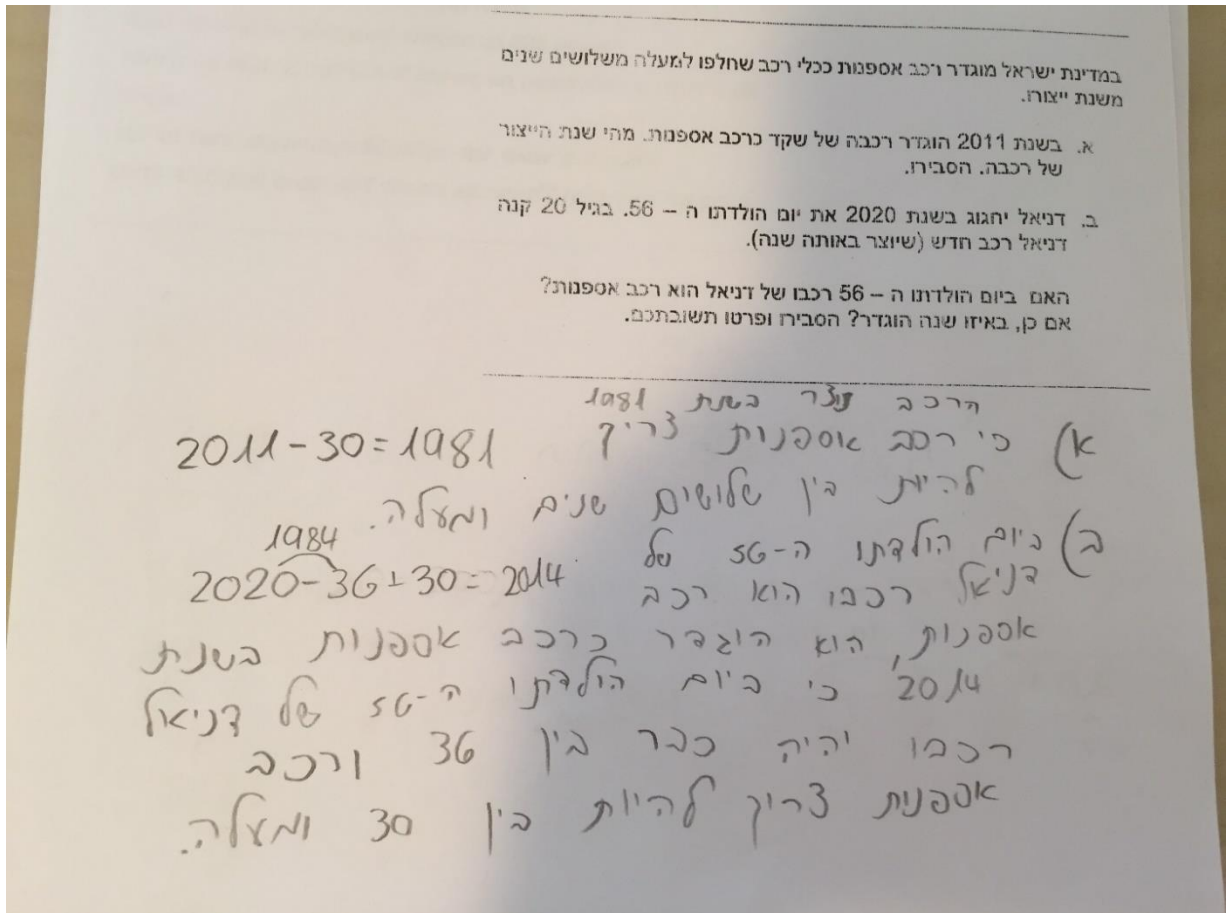 במדינת ישראל מוגדר רכב אספנות ככלי רכב שחלפו למעלה משלושים שנים
משנת ייצורו.
א. בשנת 2011 הוגדר רכבה של שקד כרכב אספנות. מהי שנת הייצור
של רכבה. הסבירו.
ב. דניאל יחגוג בשנת 2020 את יום הולדתו ה – 56. בגיל 20 קנה
דניאל רכב חדש (שיוצר באותה שנה).
האם ביום הולדתו ה – 56 רכבו של דניאל הוא רכב אספנות?
אם כן, באיזו שנה הוגדר? הסבירו ופרטו תשובתכם.
הרכב נוצר בשנת 1981
א) כי רכב אספנות צריך 2011-30=1981
להיות בין שלושים שנים ומעלה.
ב) ביום הולדתו ה-56 של
1984
דניאל רכבו הוא רכב 2020-36+30=2014
אספנות, הוא הוגדר כרכב אספנות בשנת
2014, כי ביום הולדתו ה-56 של דניאל
רכבו יהיה כבר בין 36 ורכב
אספנות צריך להיות בין 30 ומעלה.